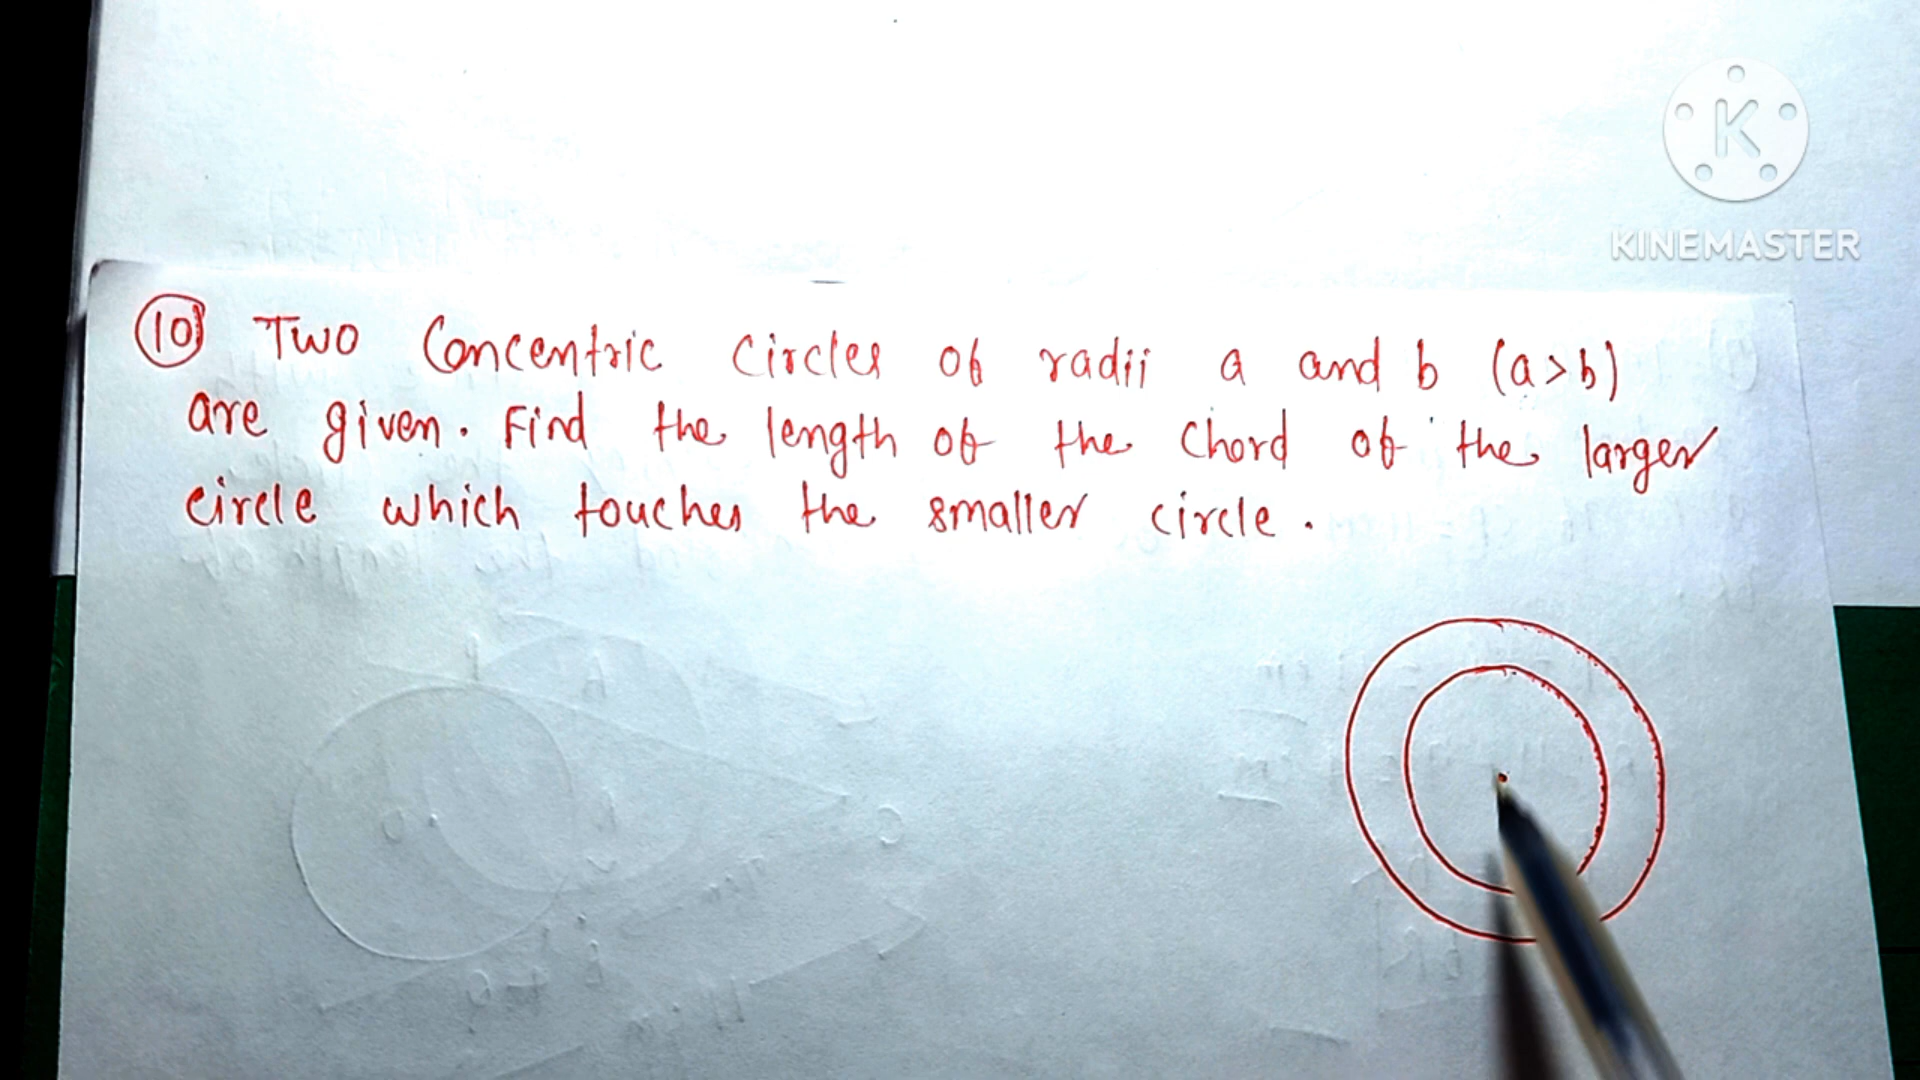 K
KINEMASTER
10 Two Concentric circles of radii a and b (a>b)
are given. Find the length of the chord of the larger
circle which touches the smaller circle.